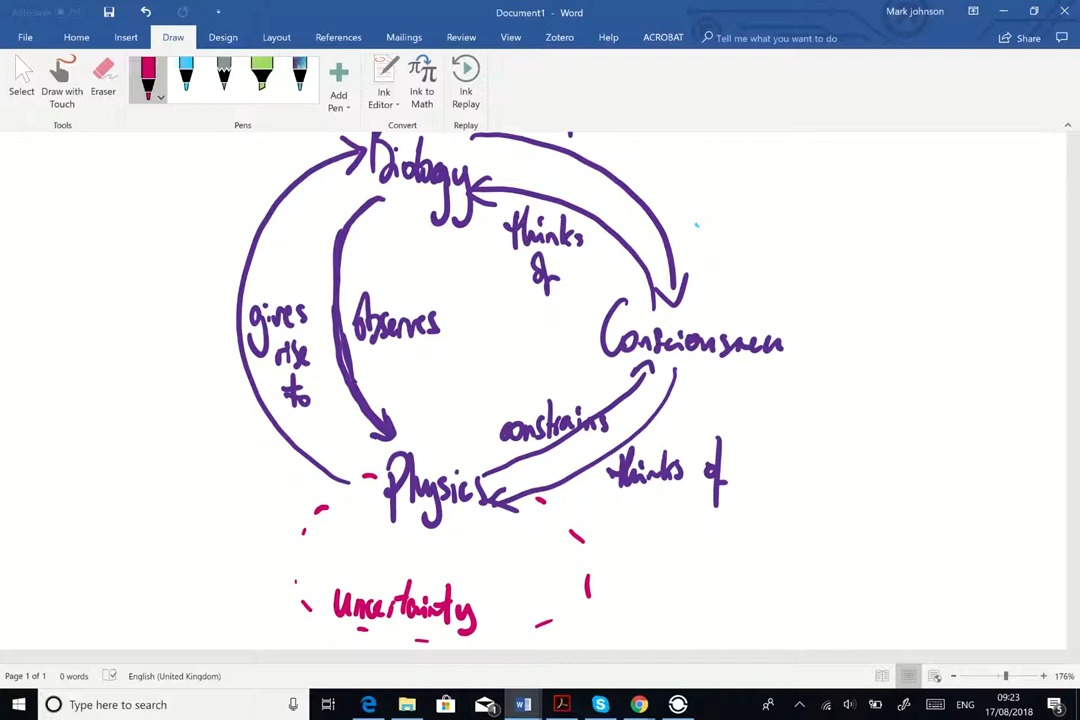 Document1 - Word
Mark johnson
File Home Insert Draw Design Layout References Mailings Review View Zotero Help ACROBAT Tell me what you want to do Share
Select
Draw with Touch
Eraser
Add Pen
Ink Editor
Ink to Math
Ink Replay
Tools
Pens
Convert
Replay
Biology
thinks
of
gives
rise
to
observes
Consciousness
constrains
thinks of
Physics
uncertainty
Page 1 of 1 0 words English (United Kingdom) 176%
Type here to search
ENG
09:23
17/08/2018